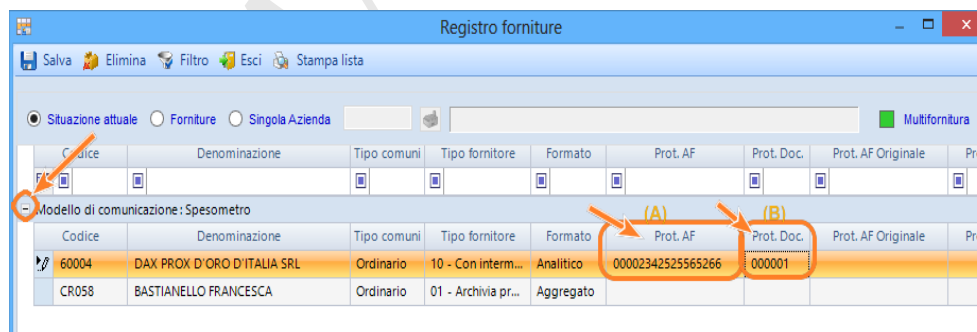 Registro forniture
Salva Elimina Filtro Esci Stampa lista
Situazione attuale Forniture Singola Azienda Multifornitura
Codice Denominazione Tipo comuni Tipo fornitore Formato Prot. AF Prot. Doc. Prot. AF Originale Pr
Modello di comunicazione: Spesometro
(A) (B)
Codice Denominazione Tipo comuni Tipo fornitore Formato Prot. AF Prot. Doc. Prot. AF Originale Pr
60004 DAX PROX D'ORO D'ITALIA SRL Ordinario 10 - Con interm... Analitico 00002342525565266 000001
CR058 BASTIANELLO FRANCESCA Ordinario 01 - Archivia pr... Aggregato